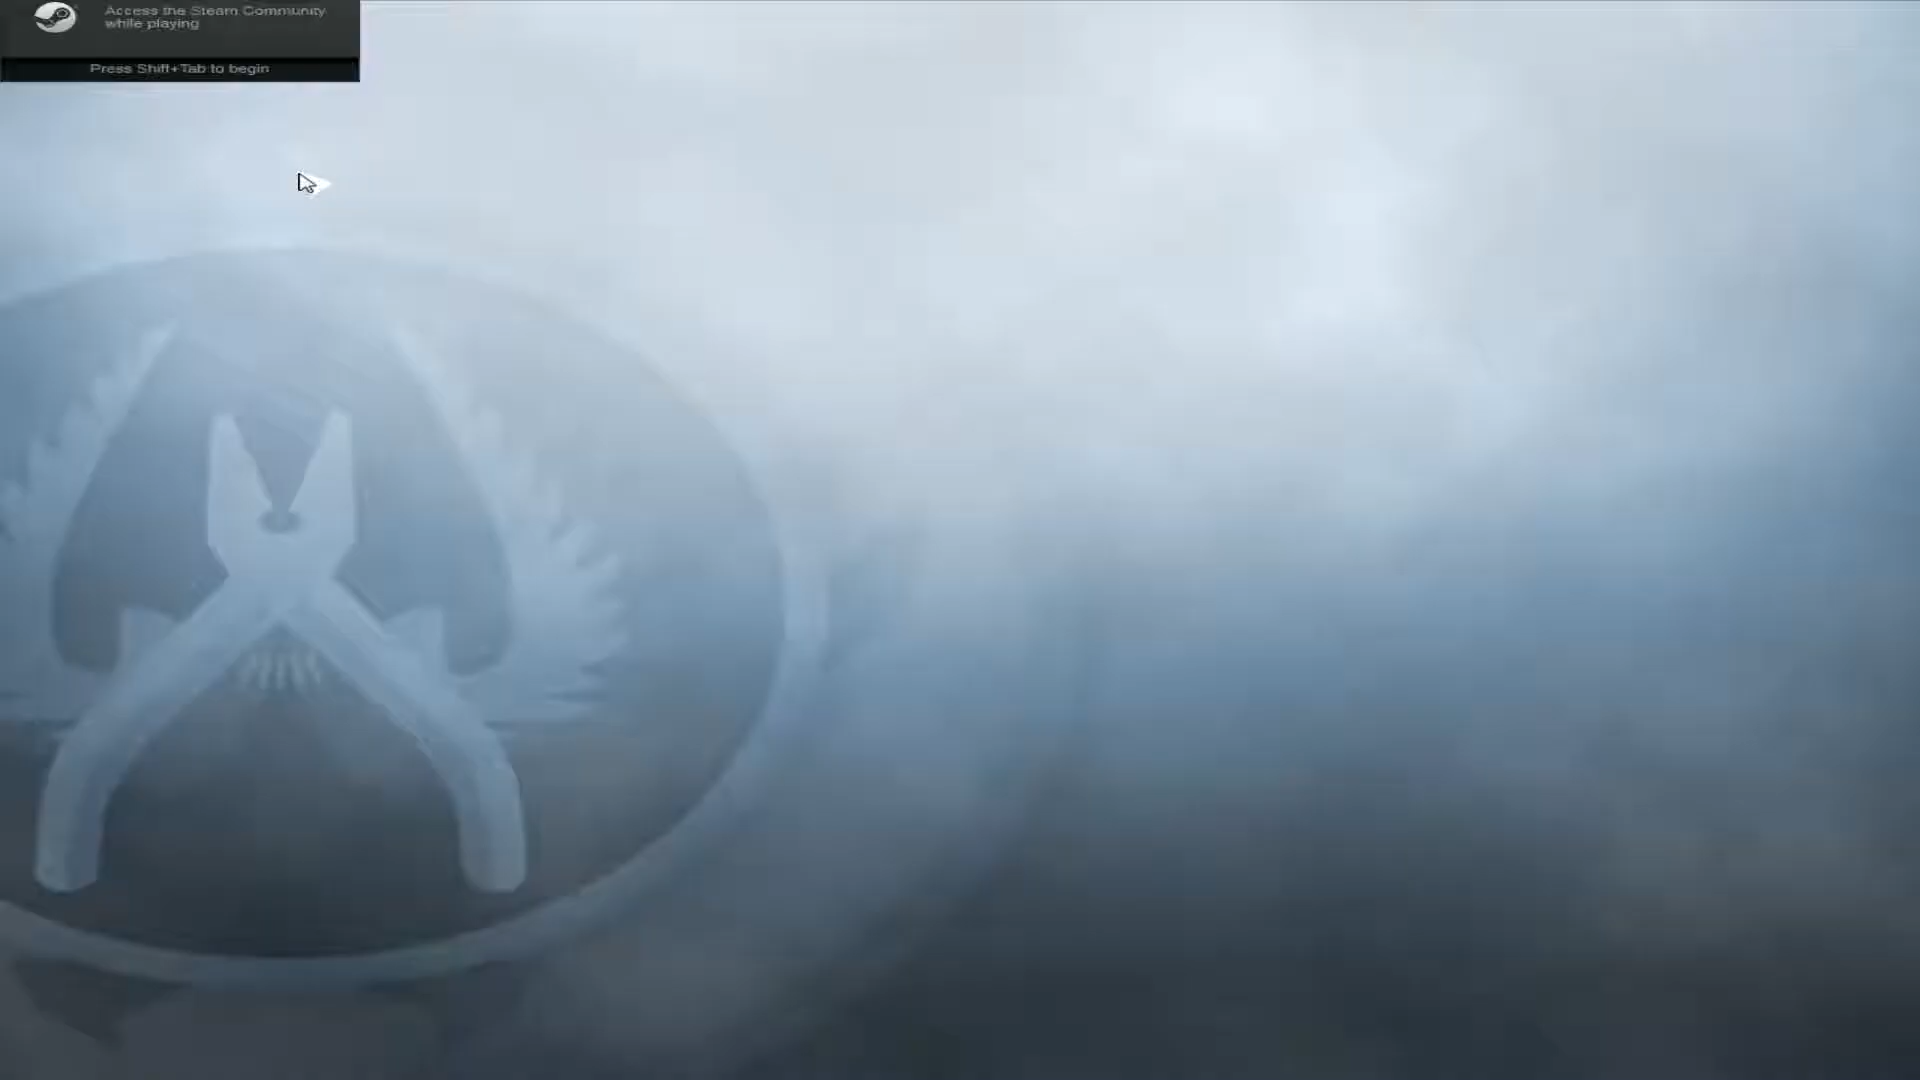 Access the Steam Community
while playing
Press Shift+Tab to begin